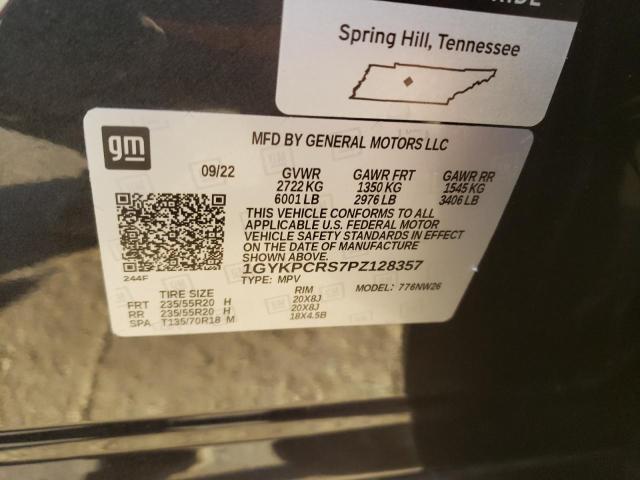 RIDE
Spring Hill, Tennessee
gm
MFD BY GENERAL MOTORS LLC
09/22 GVWR GAWR FRT GAWR RR
2722 KG 1350 KG 1545 KG
6001 LB 2976 LB 3406 LB
THIS VEHICLE CONFORMS TO ALL
APPLICABLE U.S. FEDERAL MOTOR
VEHICLE SAFETY STANDARDS IN EFFECT
ON THE DATE OF MANUFACTURE
SHOWN ABOVE.
244F
1GYKPCRS7PZ128357
TYPE: MPV MODEL: 776NW26
TIRE SIZE RIM
FRT 235/55R20 H 20X8J
RR 235/55R20 H 20X8J
SPA T135/70R18 M 18X4.5B